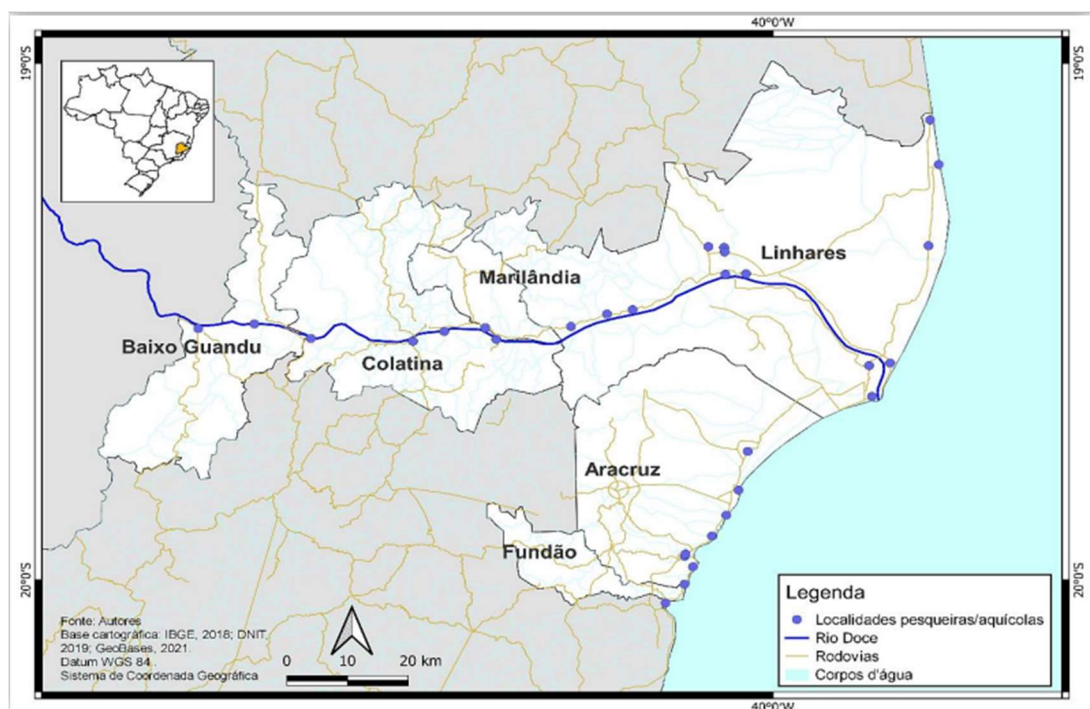 40°0'W
19°0'S
19°0'S
Linhares
Marilândia
Baixo Guandu
Colatina
Aracruz
Fundão
20°0'S
20°0'S
Fonte: Autores
Base cartográfica: IBGE, 2018; DNIT.
2019; GeoBases, 2021.
Datum WGS 84.
Sistema de Coordenada Geográfica
0 10 20 km
Legenda
Localidades pesqueiras/aquícolas
Rio Doce
Rodovias
Corpos d'água
40°0'W